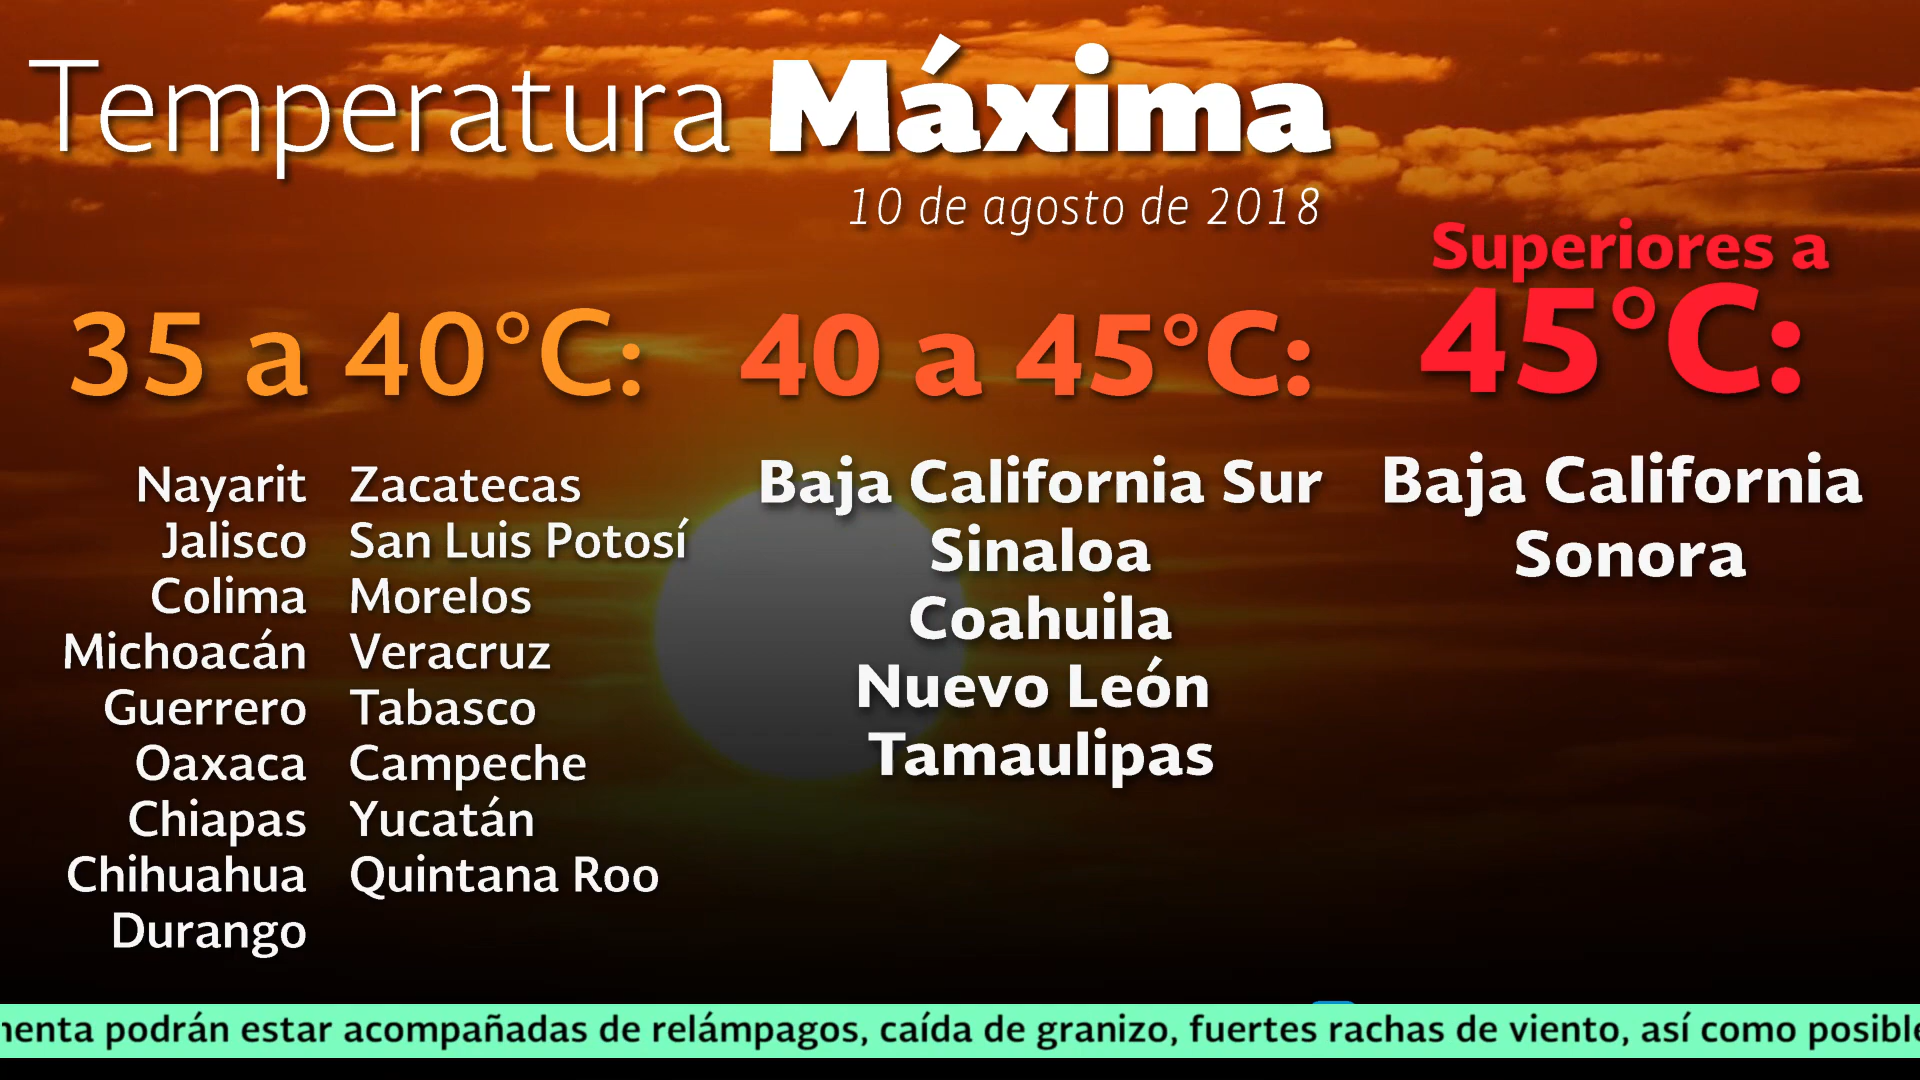 Temperatura Máxima
10 de agosto de 2018
35 a 40°C:
Nayarit
Jalisco
Colima
Michoacán
Guerrero
Oaxaca
Chiapas
Chihuahua
Durango
Zacatecas
San Luis Potosí
Morelos
Veracruz
Tabasco
Campeche
Yucatán
Quintana Roo
40 a 45°C:
Baja California Sur
Sinaloa
Coahuila
Nuevo León
Tamaulipas
Superiores a
45°C:
Baja California
Sonora
podrán estar acompañadas de relámpagos, caída de granizo, fuertes rachas de viento, así como